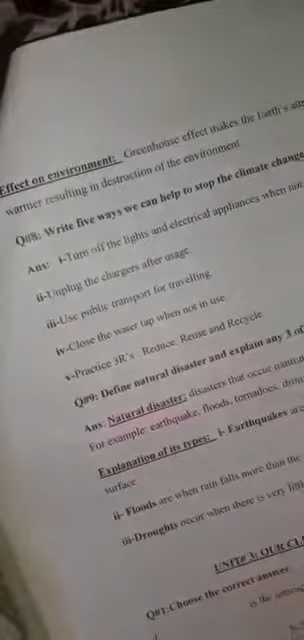 Effect on environment: Greenhouse effect makes the Earth's
warmer resulting in destruction of the environment
Q#8: Write five ways we can help to stop the climate change
Ans: i-Turn off the lights and electrical appliances when not
ii-Unplug the chargers after usage.
iii-Use public transport for travelling.
iv-Close the water tap when not in use
v-Practice 3R's - Reduce, Reuse and Recycle
Q#9: Define natural disaster and explain any 3 of
Ans: Natural disaster: disasters that occur
For example: earthquake, floods, tornadoes,
Explanation of its types: i- Earthquakes are
surface
ii- Floods are when rain falls more than the
iii-Droughts occur when there is very
UNIT# 3: OUR
Q#1:Choose the correct answer.
is the